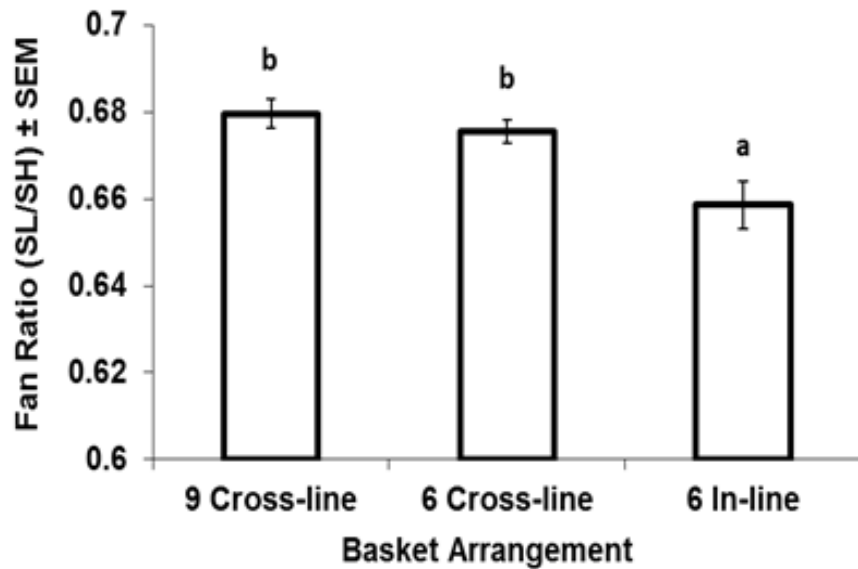 Fan Ratio (SL/SH) ± SEM
0.7
0.68
0.66
0.64
0.62
0.6
b
b
a
9 Cross-line
6 Cross-line
6 In-line
Basket Arrangement